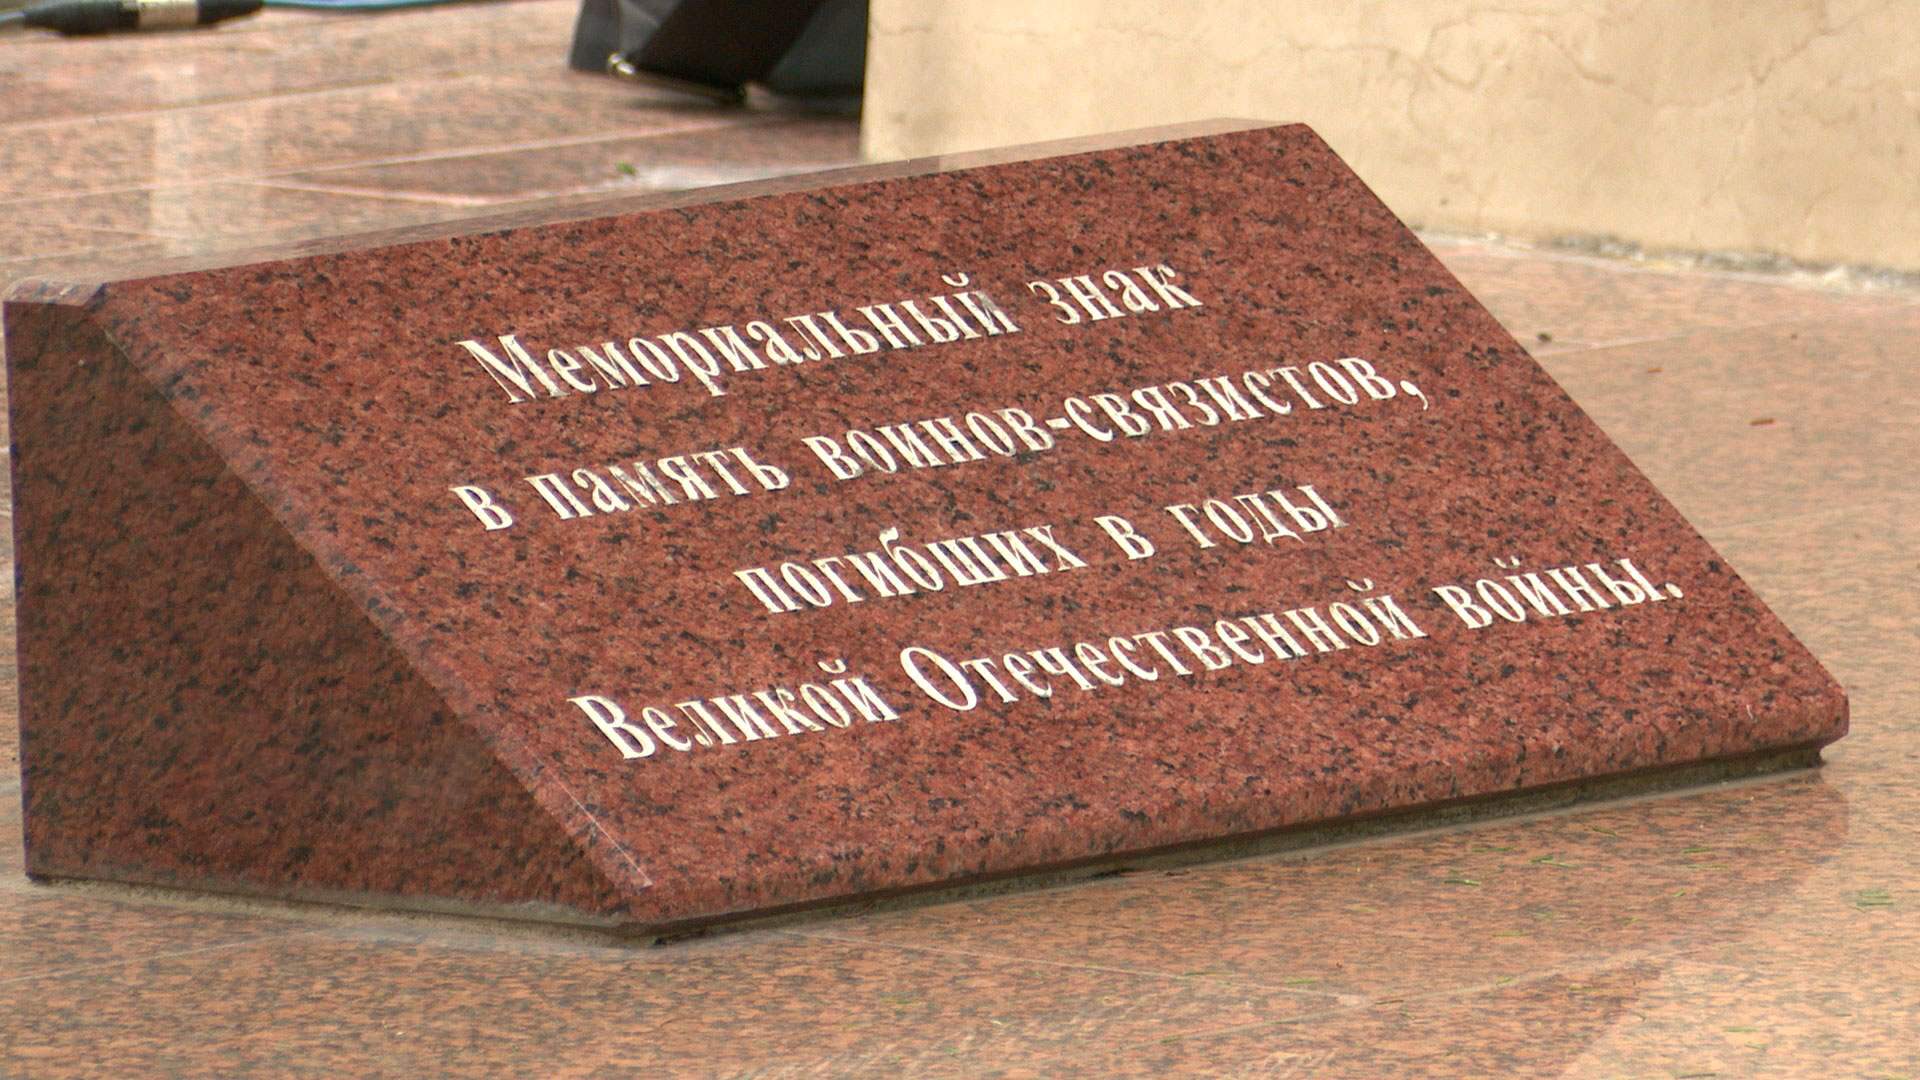 Мемориальный знак
в память воинов-связистов,
погибших в годы
Великой Отечественной войны.